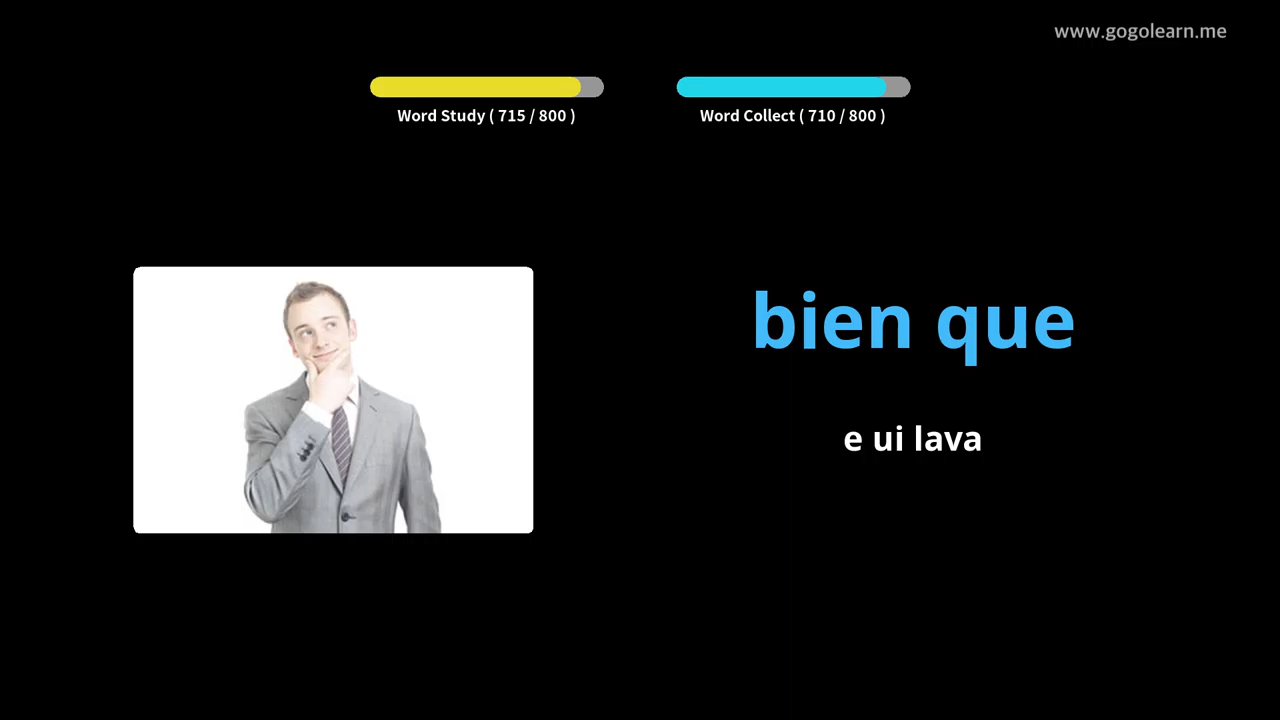 www.gogolearn.me
Word Study ( 715 / 800 )
Word Collect ( 710 / 800 )
bien que
e ui lava